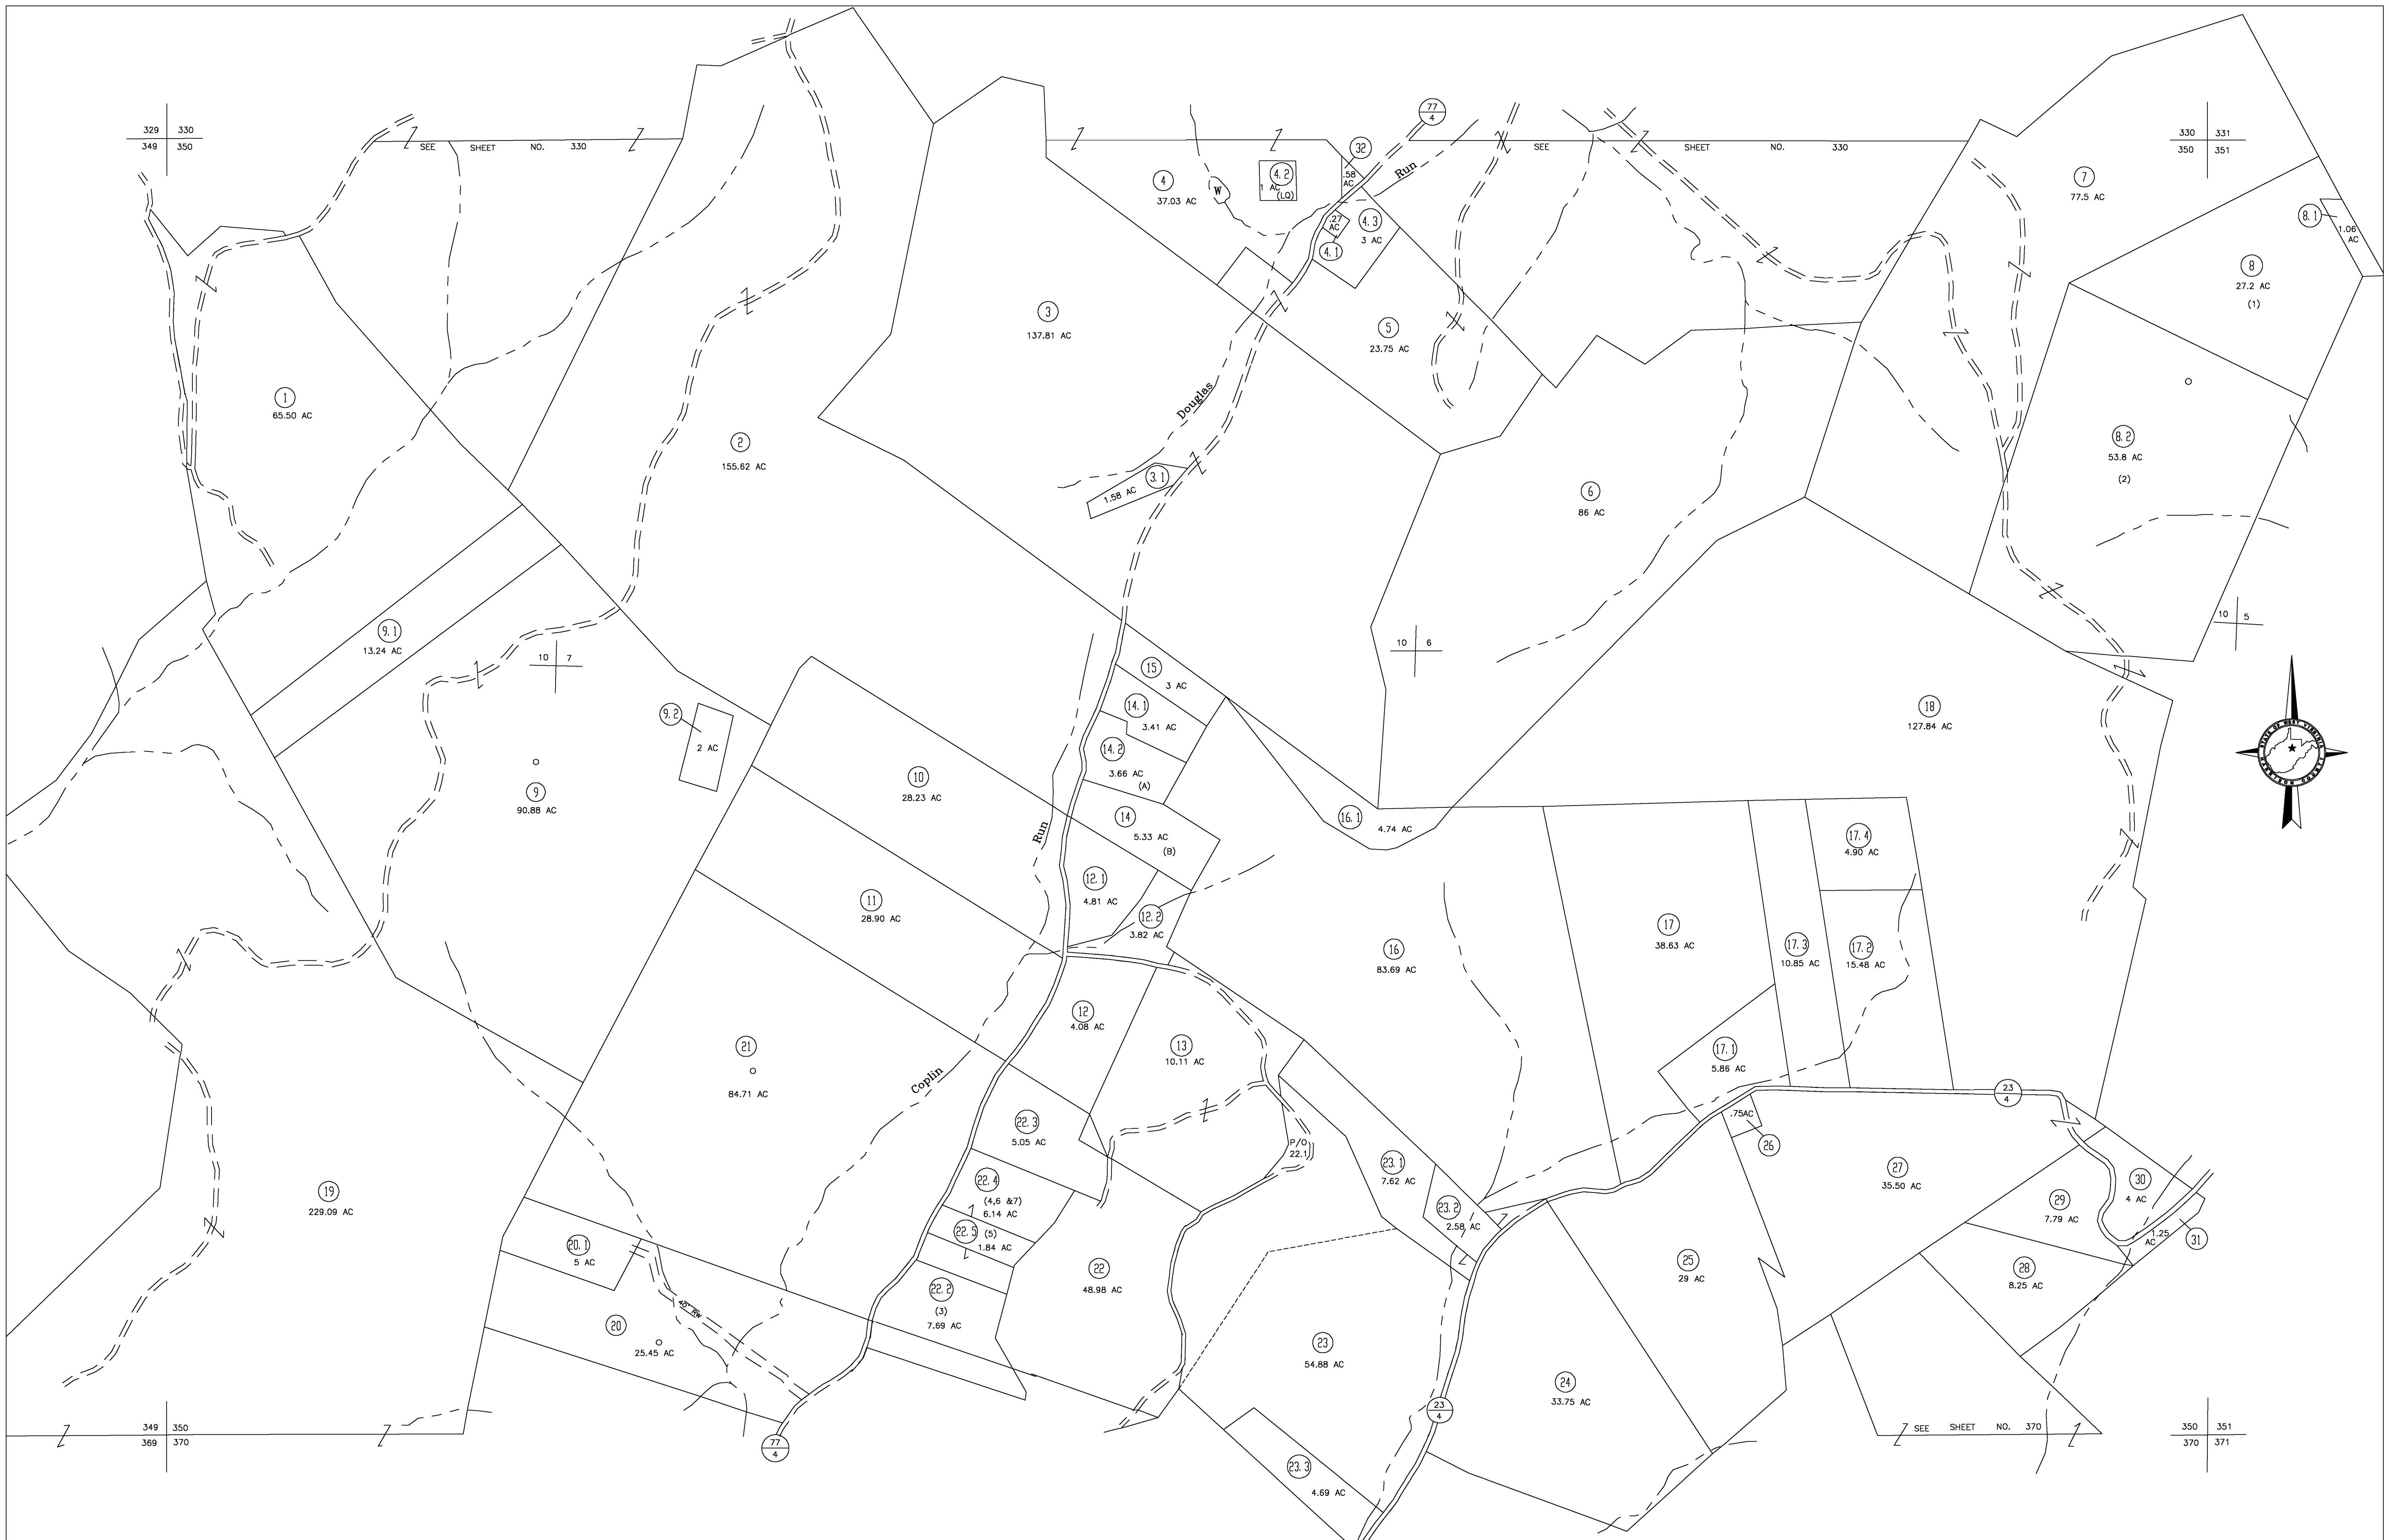 77
4
329 330
349 350
SEE SHEET NO. 330
SEE SHEET NO. 330
330 331
350 351
32
.58
AC
Run
4
37.03 AC
W
4.2
1 AC
(LQ)
.27
AC
4.3
3 AC
4.1
7
77.5 AC
8.1
1.06
AC
8
27.2 AC
(1)
3
137.81 AC
5
23.75 AC
1
65.50 AC
Douglas
2
155.62 AC
8.2
53.8 AC
(2)
3.1
1.58 AC
6
86 AC
9.1
13.24 AC
10 7
10 6
10 5
15
3 AC
9.2
2 AC
14.1
3.41 AC
14.2
3.66 AC
(A)
18
127.84 AC
STATE OF WEST VIRGINIA
HARRISON COUNTY
9
90.88 AC
10
28.23 AC
Run
14
5.33 AC
(B)
16.1
4.74 AC
17.4
4.90 AC
12.1
4.81 AC
11
28.90 AC
12.2
3.82 AC
16
83.69 AC
17
38.63 AC
17.3
10.85 AC
17.2
15.48 AC
12
4.08 AC
13
10.11 AC
21
84.71 AC
Coplin
17.1
5.86 AC
23
4
.75AC
26
22.3
5.05 AC
P/O
22.1
23.1
7.62 AC
27
35.50 AC
30
4 AC
22.4
(4,6 &7)
6.14 AC
19
229.09 AC
29
7.79 AC
23.2
2.58 AC
22.5
(5)
1.84 AC
1.25
AC
31
20.1
5 AC
22
48.98 AC
25
29 AC
28
8.25 AC
22.2
(3)
7.69 AC
40' RW
20
25.45 AC
23
54.88 AC
24
33.75 AC
23
4
349 350
369 370
77
4
SEE SHEET NO. 370
350 351
370 371
23.3
4.69 AC